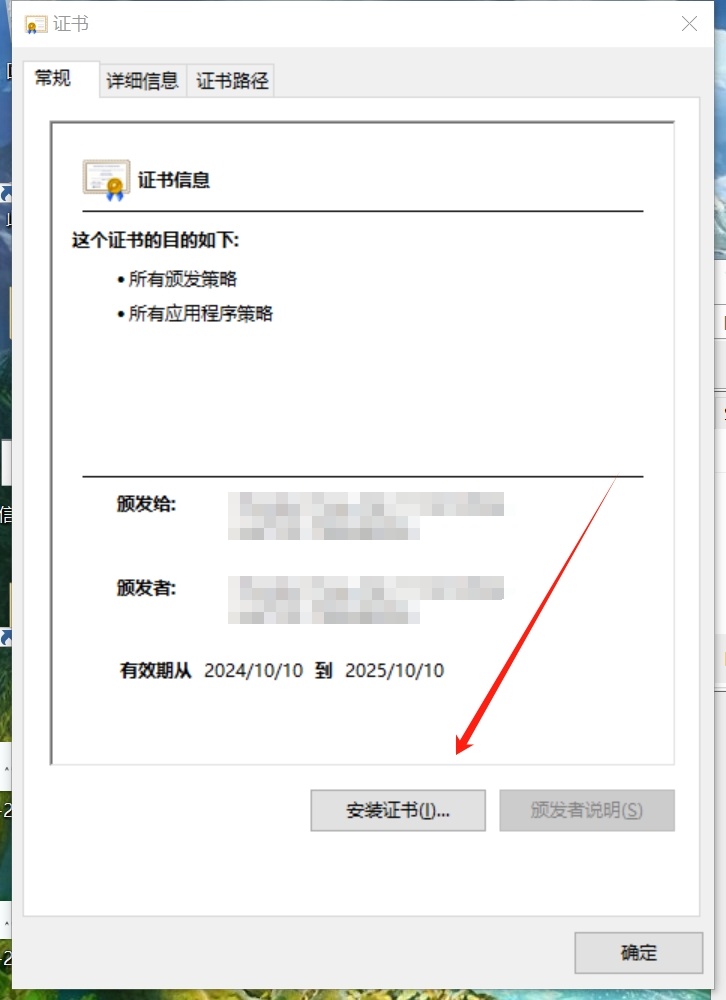 证书
常规
详细信息
证书路径
证书信息
这个证书的目的如下:
•所有颁发策略
•所有应用程序策略
颁发给:
颁发者:
有效期从 2024/10/10 到 2025/10/10
安装证书(I)...
颁发者说明(S)
确定